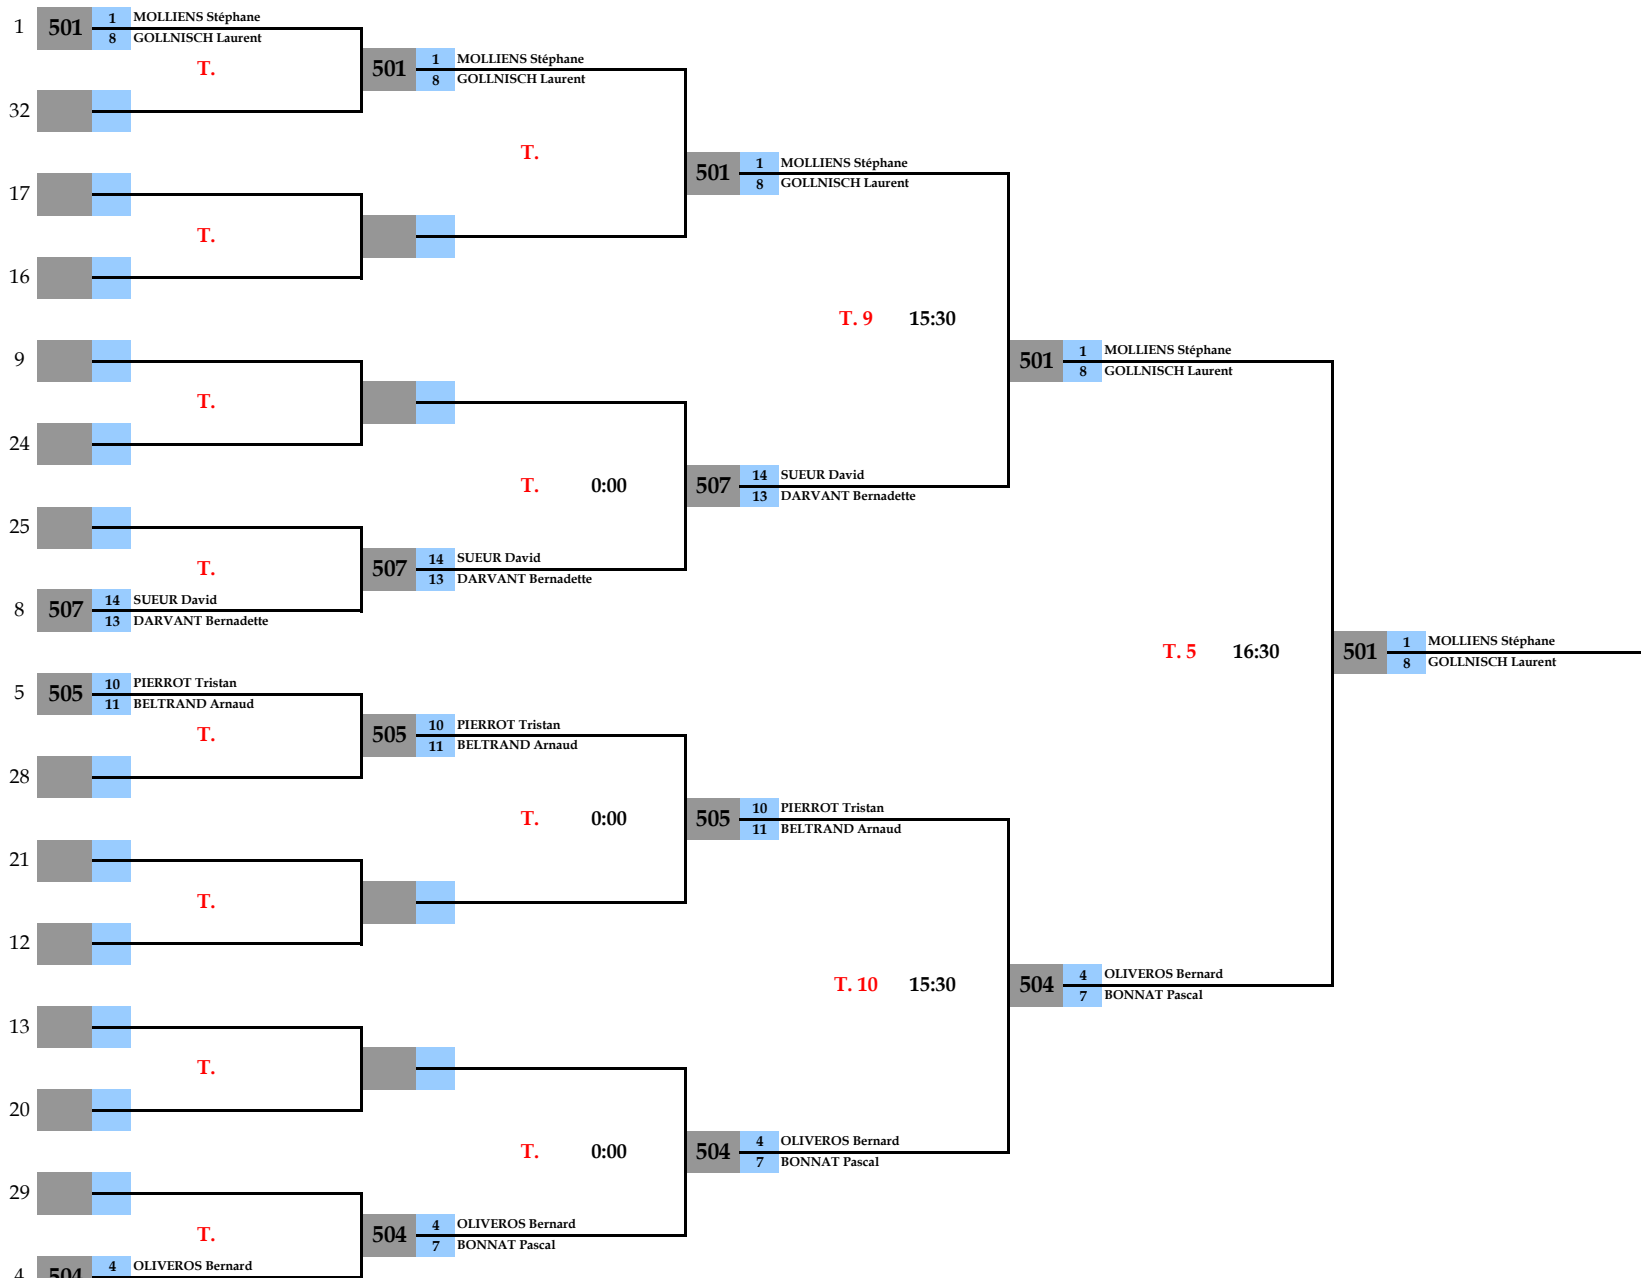 1 501 1 MOLLIENS Stéphane
8 GOLLNISCH Laurent
T.
501 1 MOLLIENS Stéphane
8 GOLLNISCH Laurent
32
T.
501 1 MOLLIENS Stéphane
8 GOLLNISCH Laurent
17
T.
16
T. 9 15:30
9
501 1 MOLLIENS Stéphane
8 GOLLNISCH Laurent
T.
24
T. 0:00
507 14 SUEUR David
13 DARVANT Bernadette
25
T.
507 14 SUEUR David
13 DARVANT Bernadette
8 507 14 SUEUR David
13 DARVANT Bernadette
T. 5 16:30
501 1 MOLLIENS Stéphane
8 GOLLNISCH Laurent
5 505 10 PIERROT Tristan
11 BELTRAND Arnaud
T.
505 10 PIERROT Tristan
11 BELTRAND Arnaud
28
T. 0:00
505 10 PIERROT Tristan
11 BELTRAND Arnaud
21
T.
12
T. 10 15:30
504 4 OLIVEROS Bernard
7 BONNAT Pascal
13
T.
20
T. 0:00
504 4 OLIVEROS Bernard
7 BONNAT Pascal
29
T.
504 4 OLIVEROS Bernard
7 BONNAT Pascal
4 504 4 OLIVEROS Bernard